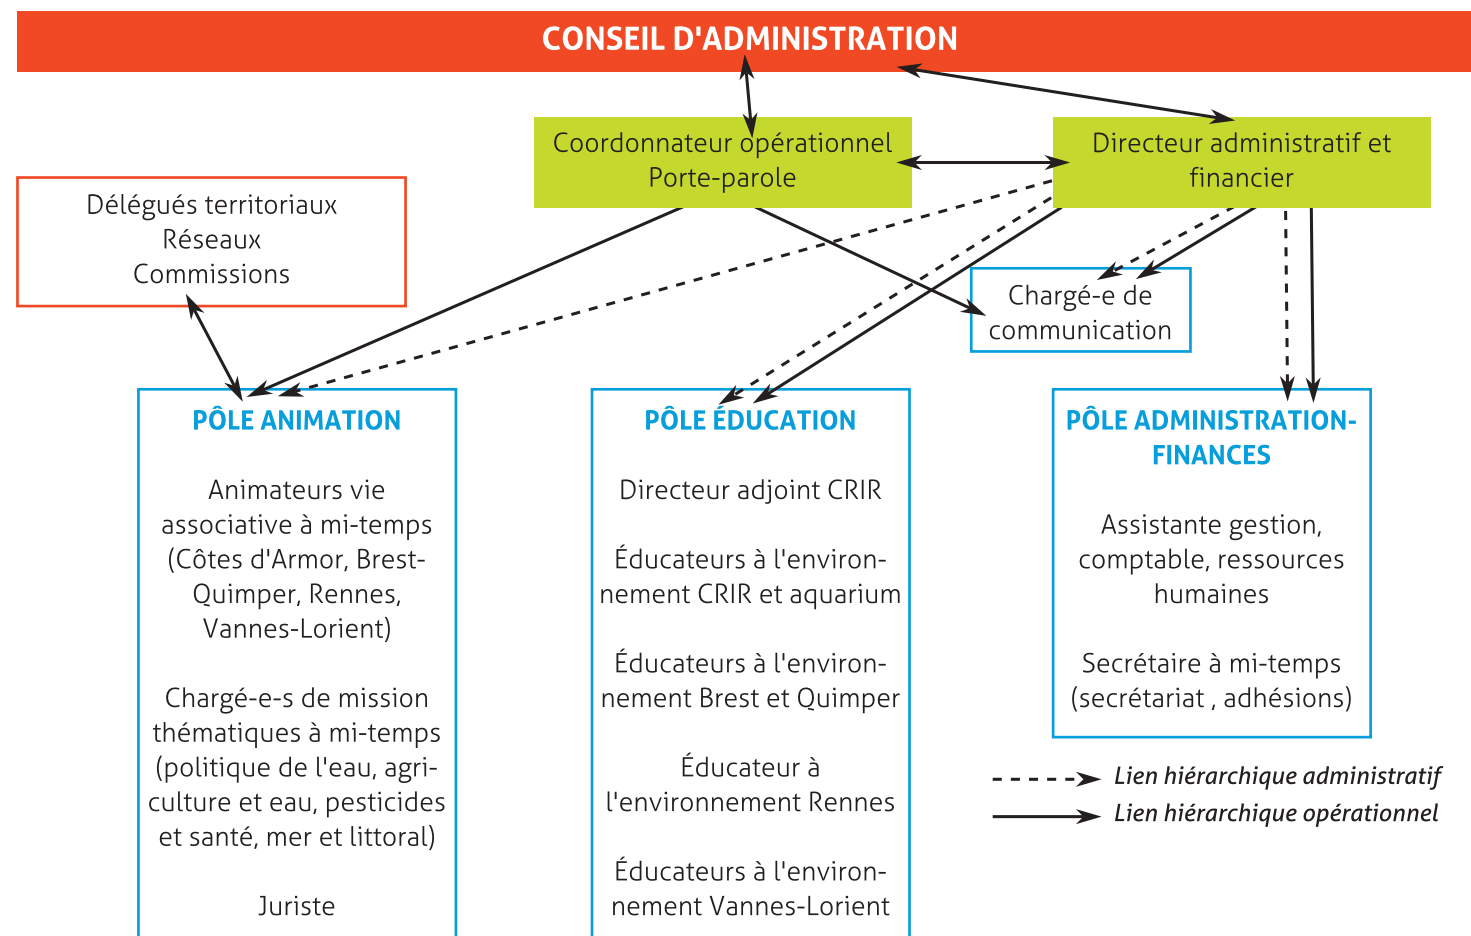 CONSEIL D'ADMINISTRATION
Coordonnateur opérationnel
Porte-parole
Directeur administratif et
financier
Délégués territoriaux
Réseaux
Commissions
Chargé-e de
communication
PÔLE ANIMATION
Animateurs vie
associative à mi-temps
(Côtes d'Armor, Brest-
Quimper, Rennes,
Vannes-Lorient)
Chargé-e-s de mission
thématiques à mi-temps
(politique de l'eau, agri-
culture et eau, pesticides
et santé, mer et littoral)
Juriste
PÔLE ÉDUCATION
Directeur adjoint CRIR
Éducateurs à l'environ-
nement CRIR et aquarium
Éducateurs à l'environ-
nement Brest et Quimper
Éducateur à
l'environnement Rennes
Éducateurs à l'environ-
nement Vannes-Lorient
PÔLE ADMINISTRATION-
FINANCES
Assistante gestion,
comptable, ressources
humaines
Secrétaire à mi-temps
(secrétariat , adhésions)
Lien hiérarchique administratif
Lien hiérarchique opérationnel